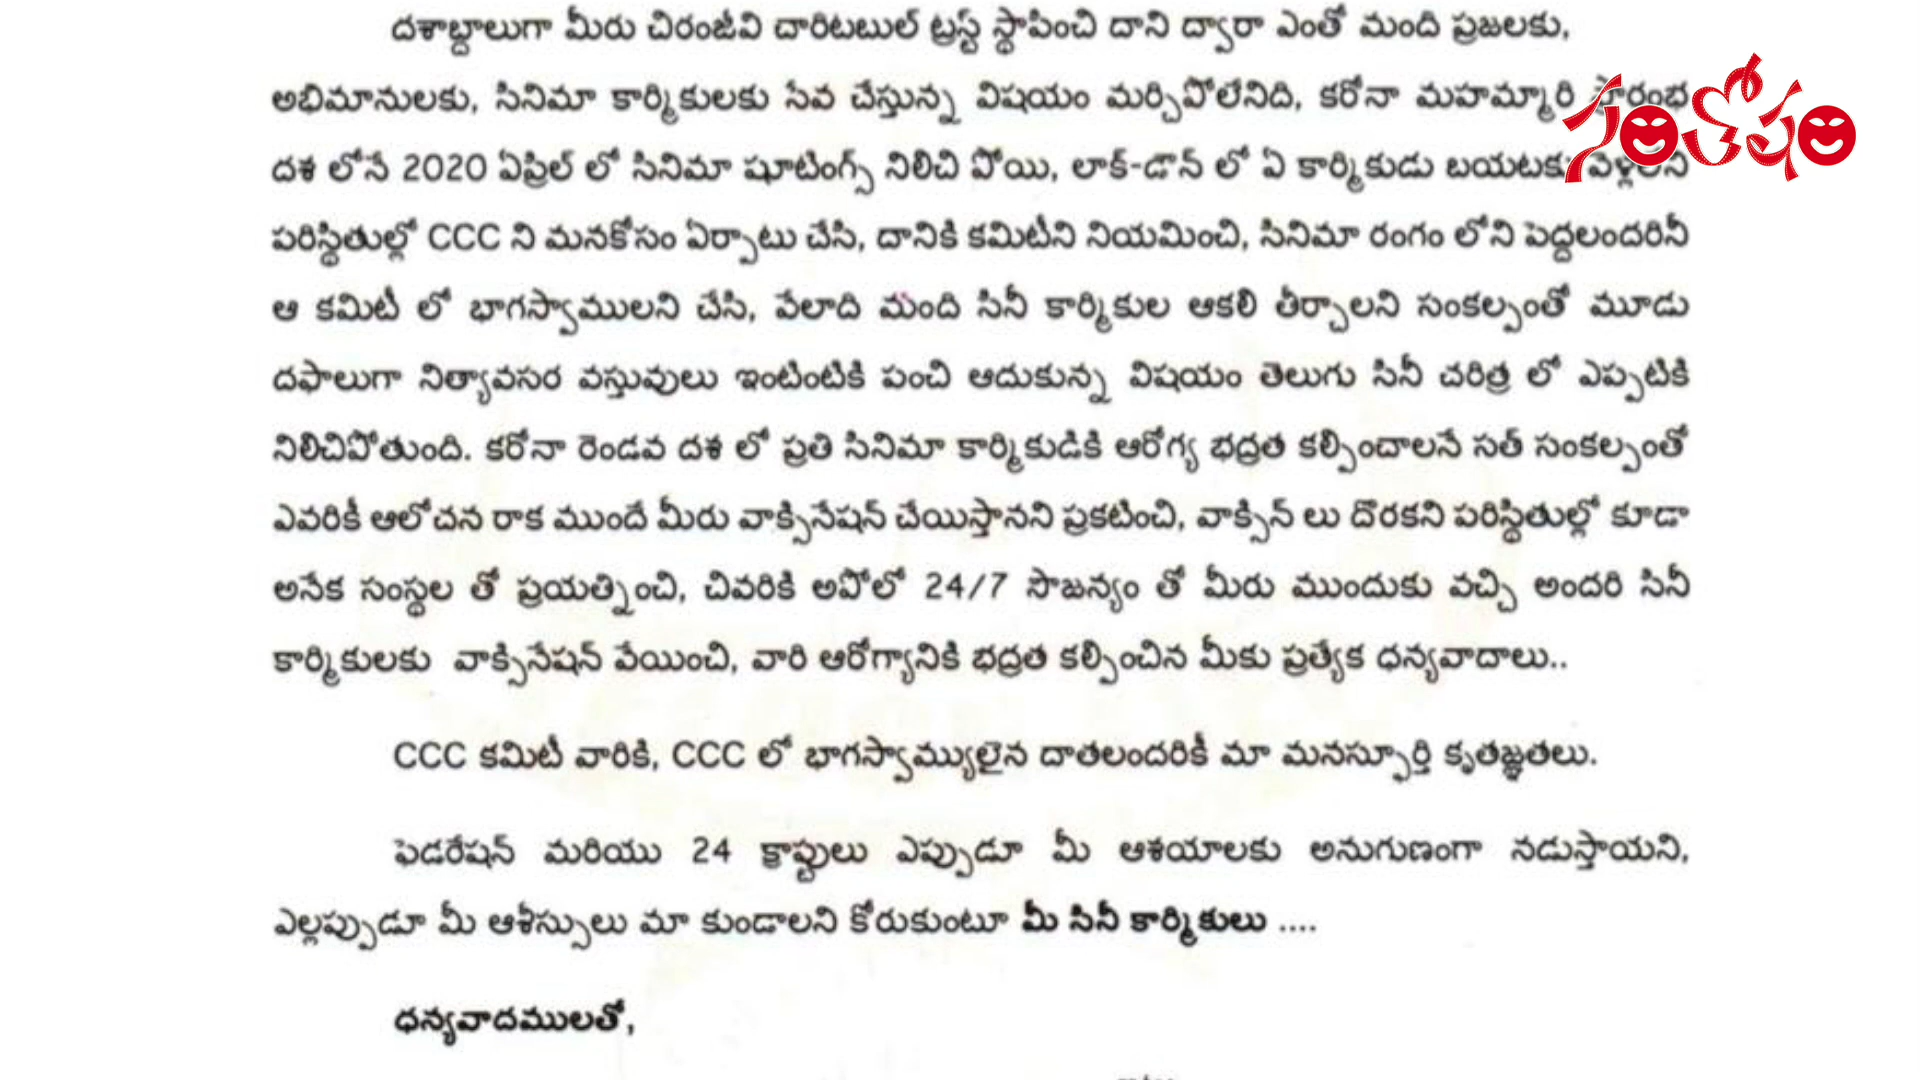 దశాబ్దాలుగా మీరు చిరంజీవి చారిటబుల్ ట్రస్ట్ స్థాపించి దాని ద్వారా ఎంతో మంది ప్రజలకు,
అభిమానులకు, సినిమా కార్మికులకు సేవ చేస్తున్న విషయం మర్చిపోలేనిది, కరోనా మహమ్మారి ప్రారంభ
దశ లోనే 2020 ఏప్రిల్ లో సినిమా షూటింగ్స్ నిలిచి పోయి, లాక్-డౌన్ లో ఏ కార్మికుడు బయటకు వెళ్లలేని
పరిస్థితుల్లో CCC ని మనకోసం ఏర్పాటు చేసి, దానికి కమిటీని నియమించి, సినిమా రంగం లోని పెద్దలందరినీ
ఆ కమిటీ లో భాగస్వాములని చేసి, వేలాది మంది సినీ కార్మికుల ఆకలి తీర్చాలని సంకల్పంతో మూడు
దఫాలుగా నిత్యావసర వస్తువులు ఇంటింటికి పంచి ఆదుకున్న విషయం తెలుగు సినీ చరిత్ర లో ఎప్పటికి
నిలిచిపోతుంది. కరోనా రెండవ దశ లో ప్రతి సినిమా కార్మికుడికి ఆరోగ్య భద్రత కల్పించాలనే సత్ సంకల్పంతో
ఎవరికీ ఆలోచన రాక ముందే మీరు వాక్సినేషన్ చేయిస్తానని ప్రకటించి, వాక్సిన్ లు దొరకని పరిస్థితుల్లో కూడా
అనేక సంస్థల తో ప్రయత్నించి, చివరికి అపోలో 24/7 సౌజన్యం తో మీరు ముందుకు వచ్చి అందరి సినీ
కార్మికులకు వాక్సినేషన్ వేయించి, వారి ఆరోగ్యానికి భద్రత కల్పించిన మీకు ప్రత్యేక ధన్యవాదాలు..
CCC కమిటీ వారికి, CCC లో భాగస్వామ్యులైన దాతలందరికీ మా మనస్ఫూర్తి కృతజ్ఞతలు.
ఫెడరేషన్ మరియు 24 క్రాఫ్టులు ఎప్పుడూ మీ ఆశయాలకు అనుగుణంగా నడుస్తాయని,
ఎల్లప్పుడూ మీ ఆశీస్సులు మా కుండాలని కోరుకుంటూ మీ సినీ కార్మికులు ....
ధన్యవాదములతో,
సంతోషం